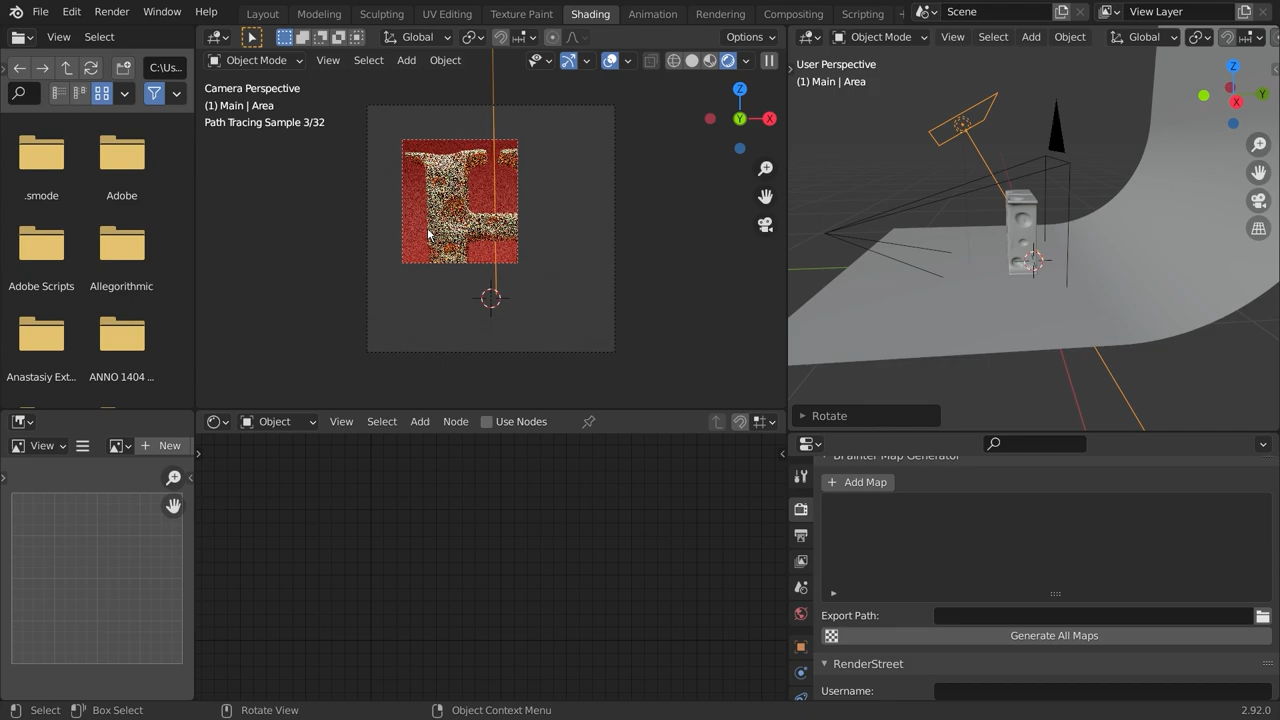 File Edit Render Window Help Layout Modeling Sculpting UV Editing Texture Paint Shading Animation Rendering Compositing Scripting Scene View Layer
View Select Global Options Object Mode View Select Add Object Global
C:\Us... Object Mode View Select Add Object
Camera Perspective
(1) Main | Area
Path Tracing Sample 3/32
User Perspective
(1) Main | Area
Z
Y
X
Z
Y
X
.smode Adobe
Adobe Scripts Allegorithmic
Anastasiy Ext... ANNO 1404 ...
Rotate
Object View Select Add Node Use Nodes
View New
Add Map
Export Path:
Generate All Maps
RenderStreet
Username:
Select Box Select Rotate View Object Context Menu 2.92.0